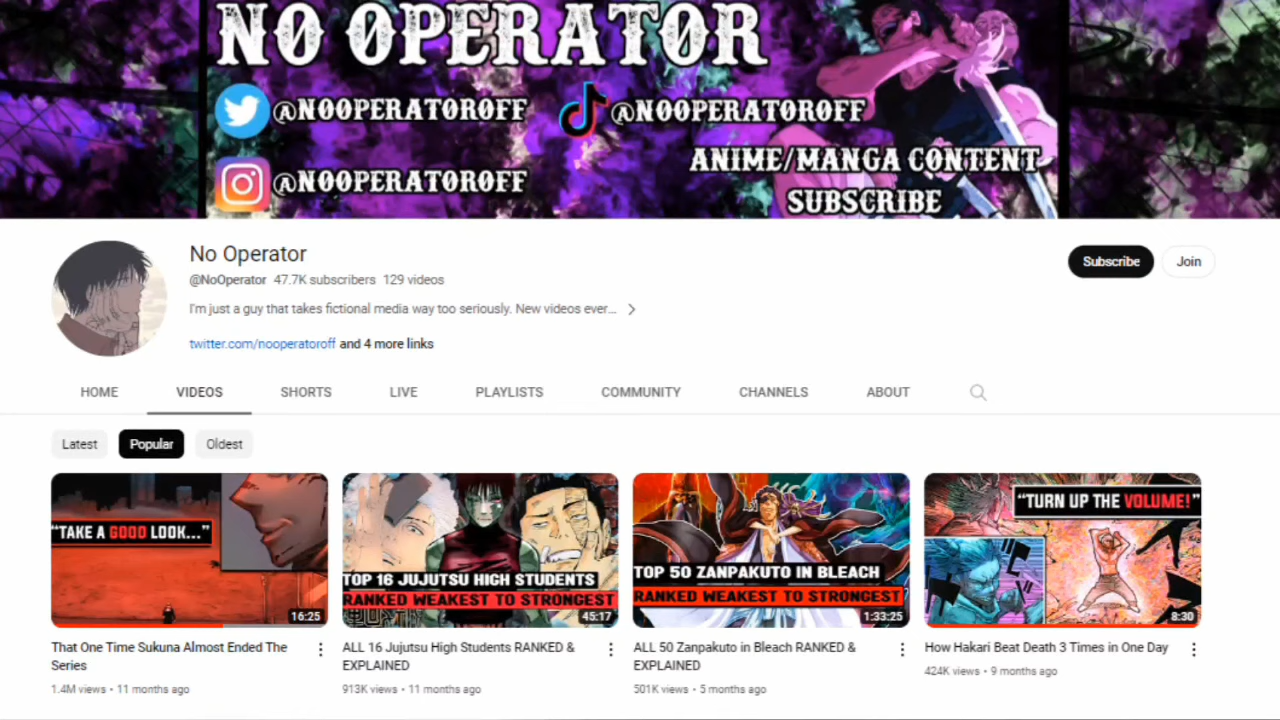 NO OPERATOR
@NOOPERATOROFF
@NOOPERATOROFF
@NOOPERATOROFF
ANIME/MANGA CONTENT
SUBSCRIBE
No Operator
@NoOperator 47.7K subscribers 129 videos
I'm just a guy that takes fictional media way too seriously. New videos ever...
twitter.com/nooperatoroff and 4 more links
Subscribe
Join
HOME VIDEOS SHORTS LIVE PLAYLISTS COMMUNITY CHANNELS ABOUT
Latest Popular Oldest
"TAKE A GOOD LOOK..."
16:25
That One Time Sukuna Almost Ended The
Series
1.4M views • 11 months ago
TOP 16 JUJUTSU HIGH STUDENTS
RANKED WEAKEST TO STRONGEST
45:17
ALL 16 Jujutsu High Students RANKED &
EXPLAINED
913K views • 11 months ago
TOP 50 ZANPAKUTO IN BLEACH
RANKED WEAKEST TO STRONGEST
1:33:25
ALL 50 Zanpakuto in Bleach RANKED &
EXPLAINED
501K views • 5 months ago
"TURN UP THE VOLUME!"
8:30
How Hakari Beat Death 3 Times in One Day
424K views • 9 months ago